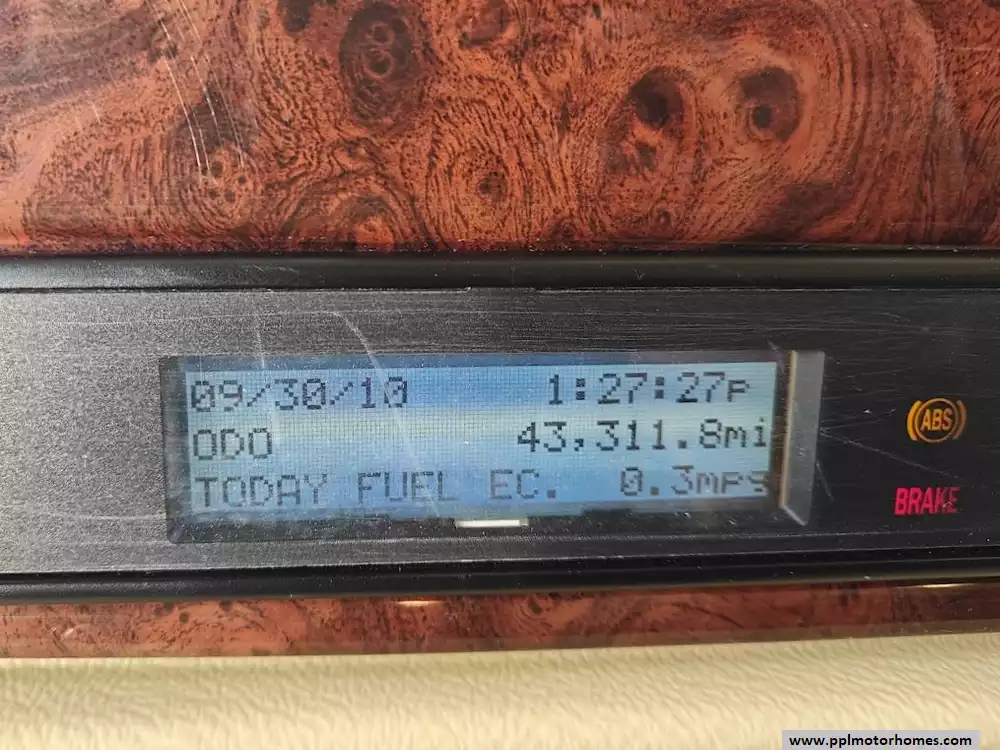 09/30/10 1:27:27p
ODO 43,311.8mi
TODAY FUEL EC. 0.3mpg
ABS
BRAKE
www.pplmotorhomes.com